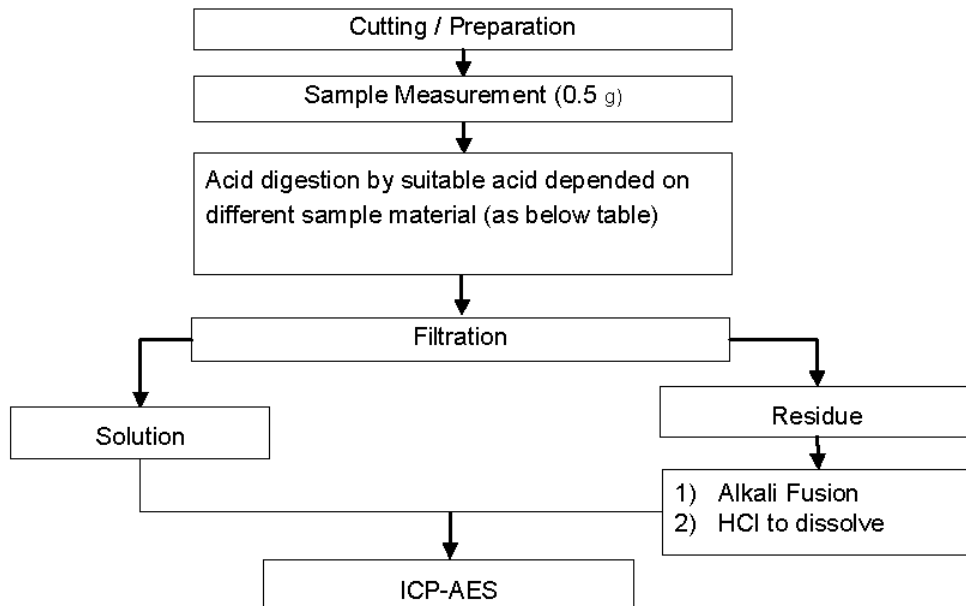 Cutting / Preparation
Sample Measurement (0.5 g)
Acid digestion by suitable acid depended on
different sample material (as below table)
Filtration
Solution
Residue
1) Alkali Fusion
2) HCl to dissolve
ICP-AES